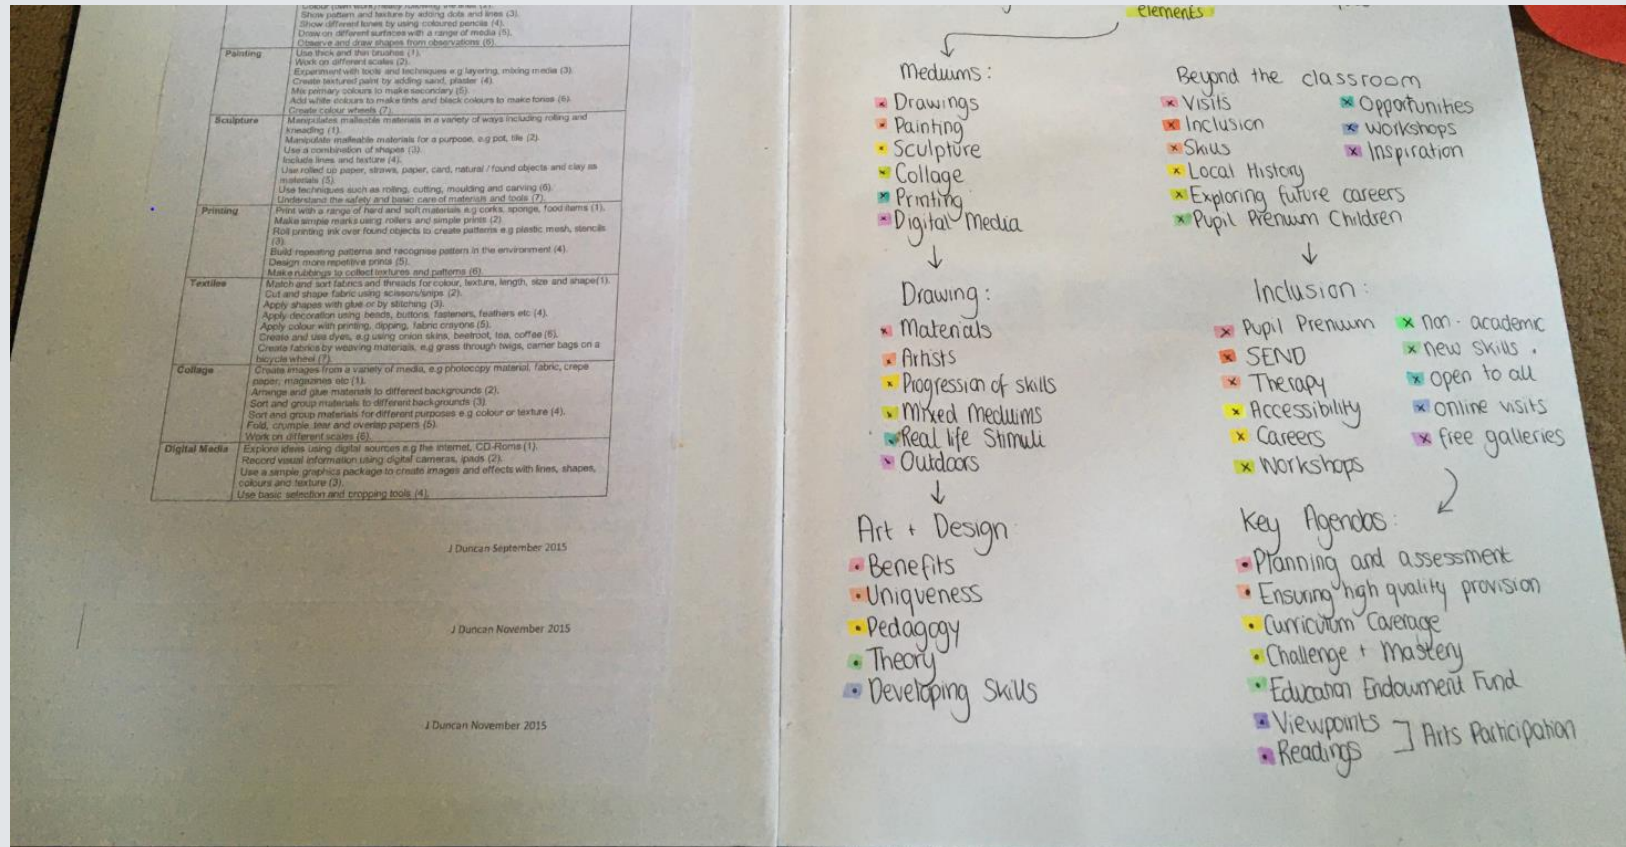 Show pattern and texture by adding dots and lines (3).
Show different tones by using coloured pencils (4).
Draw on different surfaces with a range of media (5).
Observe and draw shapes from observations (6).
Painting
Use thick and thin brushes (1).
Work on different scales (2).
Experiment with tools and techniques e.g layering, mixing media (3).
Create textured paint by adding sand, plaster (4).
Mix primary colours to make secondary (5).
Add white colours to make tints and black colours to make tones (6).
Create colour wheels (7).
Sculpture
Manipulates malleable materials in a variety of ways including rolling and
kneading (1).
Manipulate malleable materials for a purpose, e.g pot, tile (2).
Use a combination of shapes (3).
Include lines and texture (4).
Use rolled up paper, straws, paper, card, natural / found objects and clay as
materials (5).
Use techniques such as rolling, cutting, moulding and carving (6).
Understand the safety and basic care of materials and tools (7).
Printing
Print with a range of hard and soft materials e.g corks, sponge, food items (1).
Make simple marks using rollers and simple prints (2).
Roll printing ink over found objects to create patterns e.g plastic mesh, stencils
(3).
Build repeating patterns and recognise pattern in the environment (4).
Design more repetitive prints (5).
Make rubbings to collect textures and patterns (6).
Textiles
Match and sort fabrics and threads for colour, texture, length, size and shape(1).
Cut and shape fabric using scissors/snips (2).
Apply shapes with glue or by stitching (3).
Apply decoration using beads, buttons, fasteners, feathers etc (4).
Apply colour with printing, dipping, fabric crayons (5).
Create and use dyes, e.g using onion skins, beetroot, tea, coffee (6).
Create fabrics by weaving materials, e.g grass through twigs, carrier bags on a
bicycle wheel (7).
Collage
Create images from a variety of media, e.g photocopy material, fabric, crepe
paper, magazines etc (1).
Arrange and glue materials to different backgrounds (2).
Sort and group materials to different backgrounds (3).
Sort and group materials for different purposes e.g colour or texture (4).
Fold, crumple, tear and overlap papers (5).
Work on different scales (6).
Digital Media
Explore ideas using digital sources e.g the internet, CD-Roms (1).
Record visual information using digital cameras, ipads (2).
Use a simple graphics package to create images and effects with lines, shapes,
colours and texture (3).
Use basic selection and cropping tools (4).
J Duncan September 2015
J Duncan November 2015
J Duncan November 2015
elements
Mediums:
Drawings
Painting
Sculpture
Collage
Printing
Digital Media
Drawing:
Materials
Artists
Progression of skills
Mixed Meduims
Real life Stimuli
Outdoors
Art + Design:
Benefits
Uniqueness
Pedagogy
Theory
Developing Skills
Beyond the classroom
Visits
Inclusion
Skills
Local History
Exploring future careers
Pupil Premium Children
Opportunities
Workshops
Inspiration
Inclusion:
Pupil Premium
SEND
Therapy
Accessibility
Careers
Workshops
non-academic
new skills.
open to all
online visits
free galleries
Key Agendas:
Planning and assessment
Ensuring high quality provision
Curriculum Coverage
Challenge + Mastery
Education Endowment Fund
Viewpoints
Readings
Arts Participation